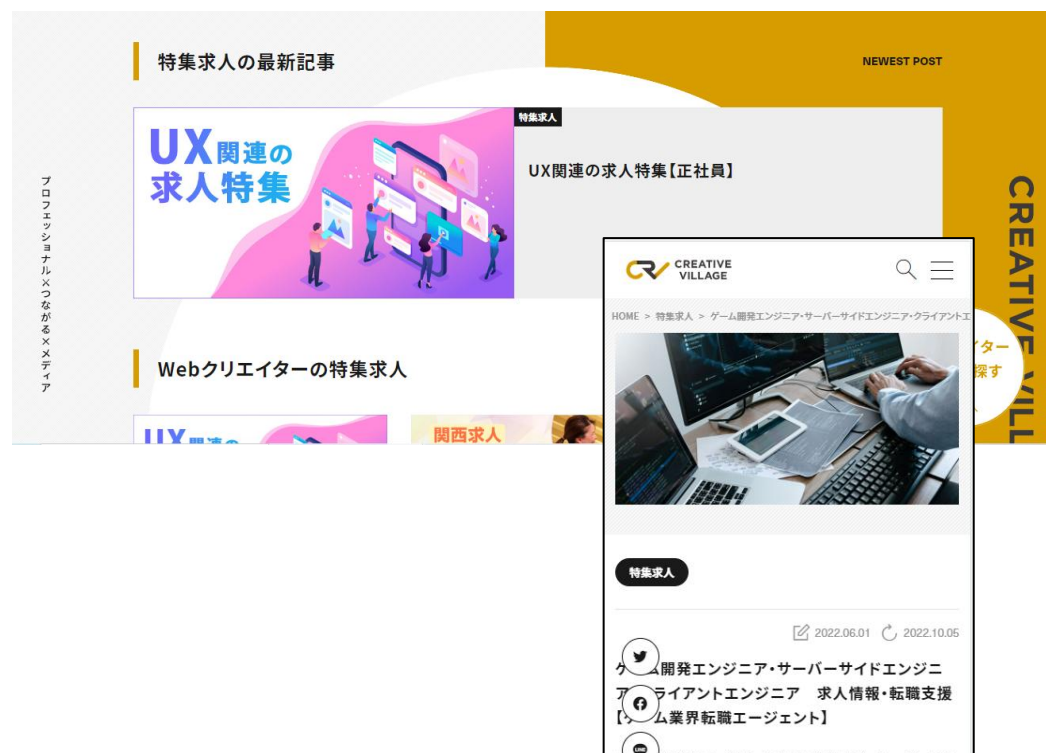 特集求人の最新記事
NEWEST POST
UX関連の
求人特集
特集求人
UX関連の求人特集【正社員】
プロフェッショナル×つながる×メディア
CREATIVE VILL
Webクリエイターの特集求人
関西求人
イター
探す
CREATIVE
VILLAGE
HOME > 特集求人 > ゲーム開発エンジニア・サーバーサイドエンジニア・クライアントエ
特集求人
2022.06.01 2022.10.05
開発エンジニア・サーバーサイドエンジニ
ライアントエンジニア 求人情報・転職支援
ム業界転職エージェント】